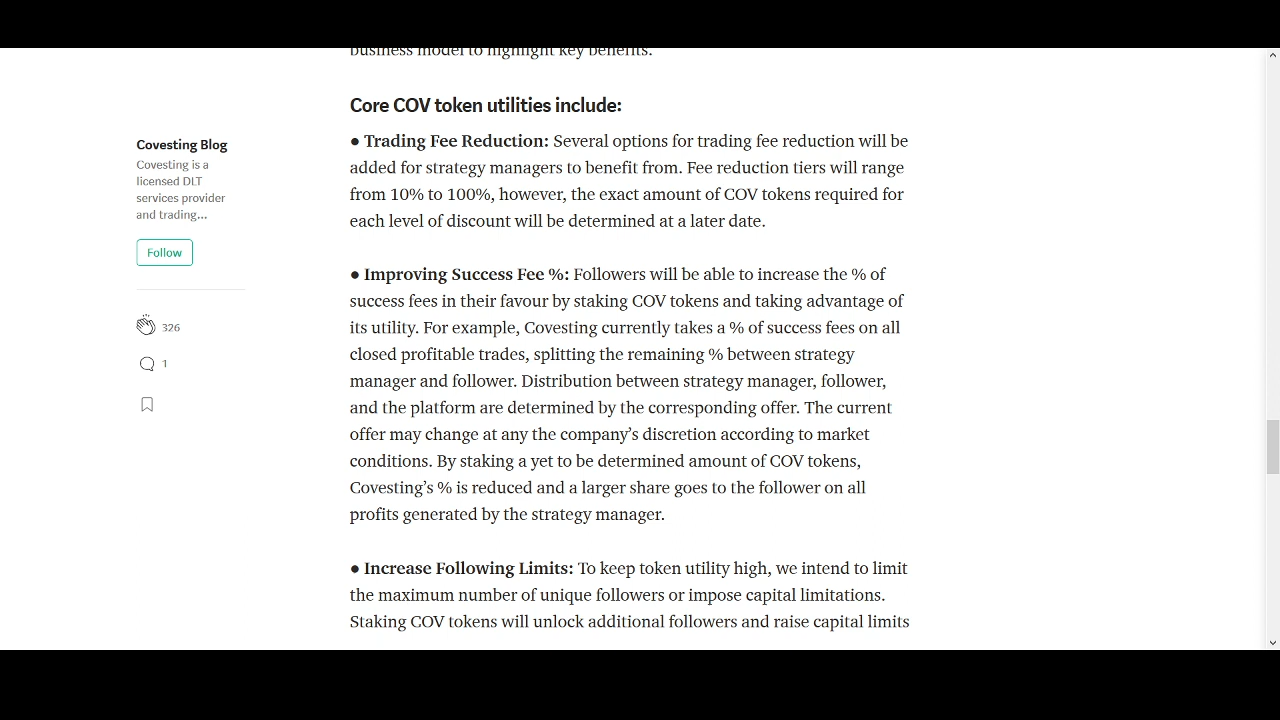 business model to highlight key benefits.
Core COV token utilities include:
● Trading Fee Reduction: Several options for trading fee reduction will be
added for strategy managers to benefit from. Fee reduction tiers will range
from 10% to 100%, however, the exact amount of COV tokens required for
each level of discount will be determined at a later date.
● Improving Success Fee %: Followers will be able to increase the % of
success fees in their favour by staking COV tokens and taking advantage of
its utility. For example, Covesting currently takes a % of success fees on all
closed profitable trades, splitting the remaining % between strategy
manager and follower. Distribution between strategy manager, follower,
and the platform are determined by the corresponding offer. The current
offer may change at any the company’s discretion according to market
conditions. By staking a yet to be determined amount of COV tokens,
Covesting’s % is reduced and a larger share goes to the follower on all
profits generated by the strategy manager.
● Increase Following Limits: To keep token utility high, we intend to limit
the maximum number of unique followers or impose capital limitations.
Staking COV tokens will unlock additional followers and raise capital limits
Covesting Blog
Covesting is a
licensed DLT
services provider
and trading...
Follow
326
1